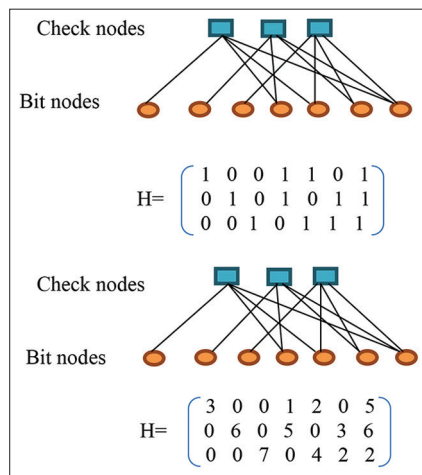 Check nodes
Bit nodes
1 0 0 1 1 0 1
H= 0 1 0 1 0 1 1
0 0 1 0 1 1 1
Check nodes
Bit nodes
3 0 0 1 2 0 5
H= 0 6 0 5 0 3 6
0 0 7 0 4 2 2